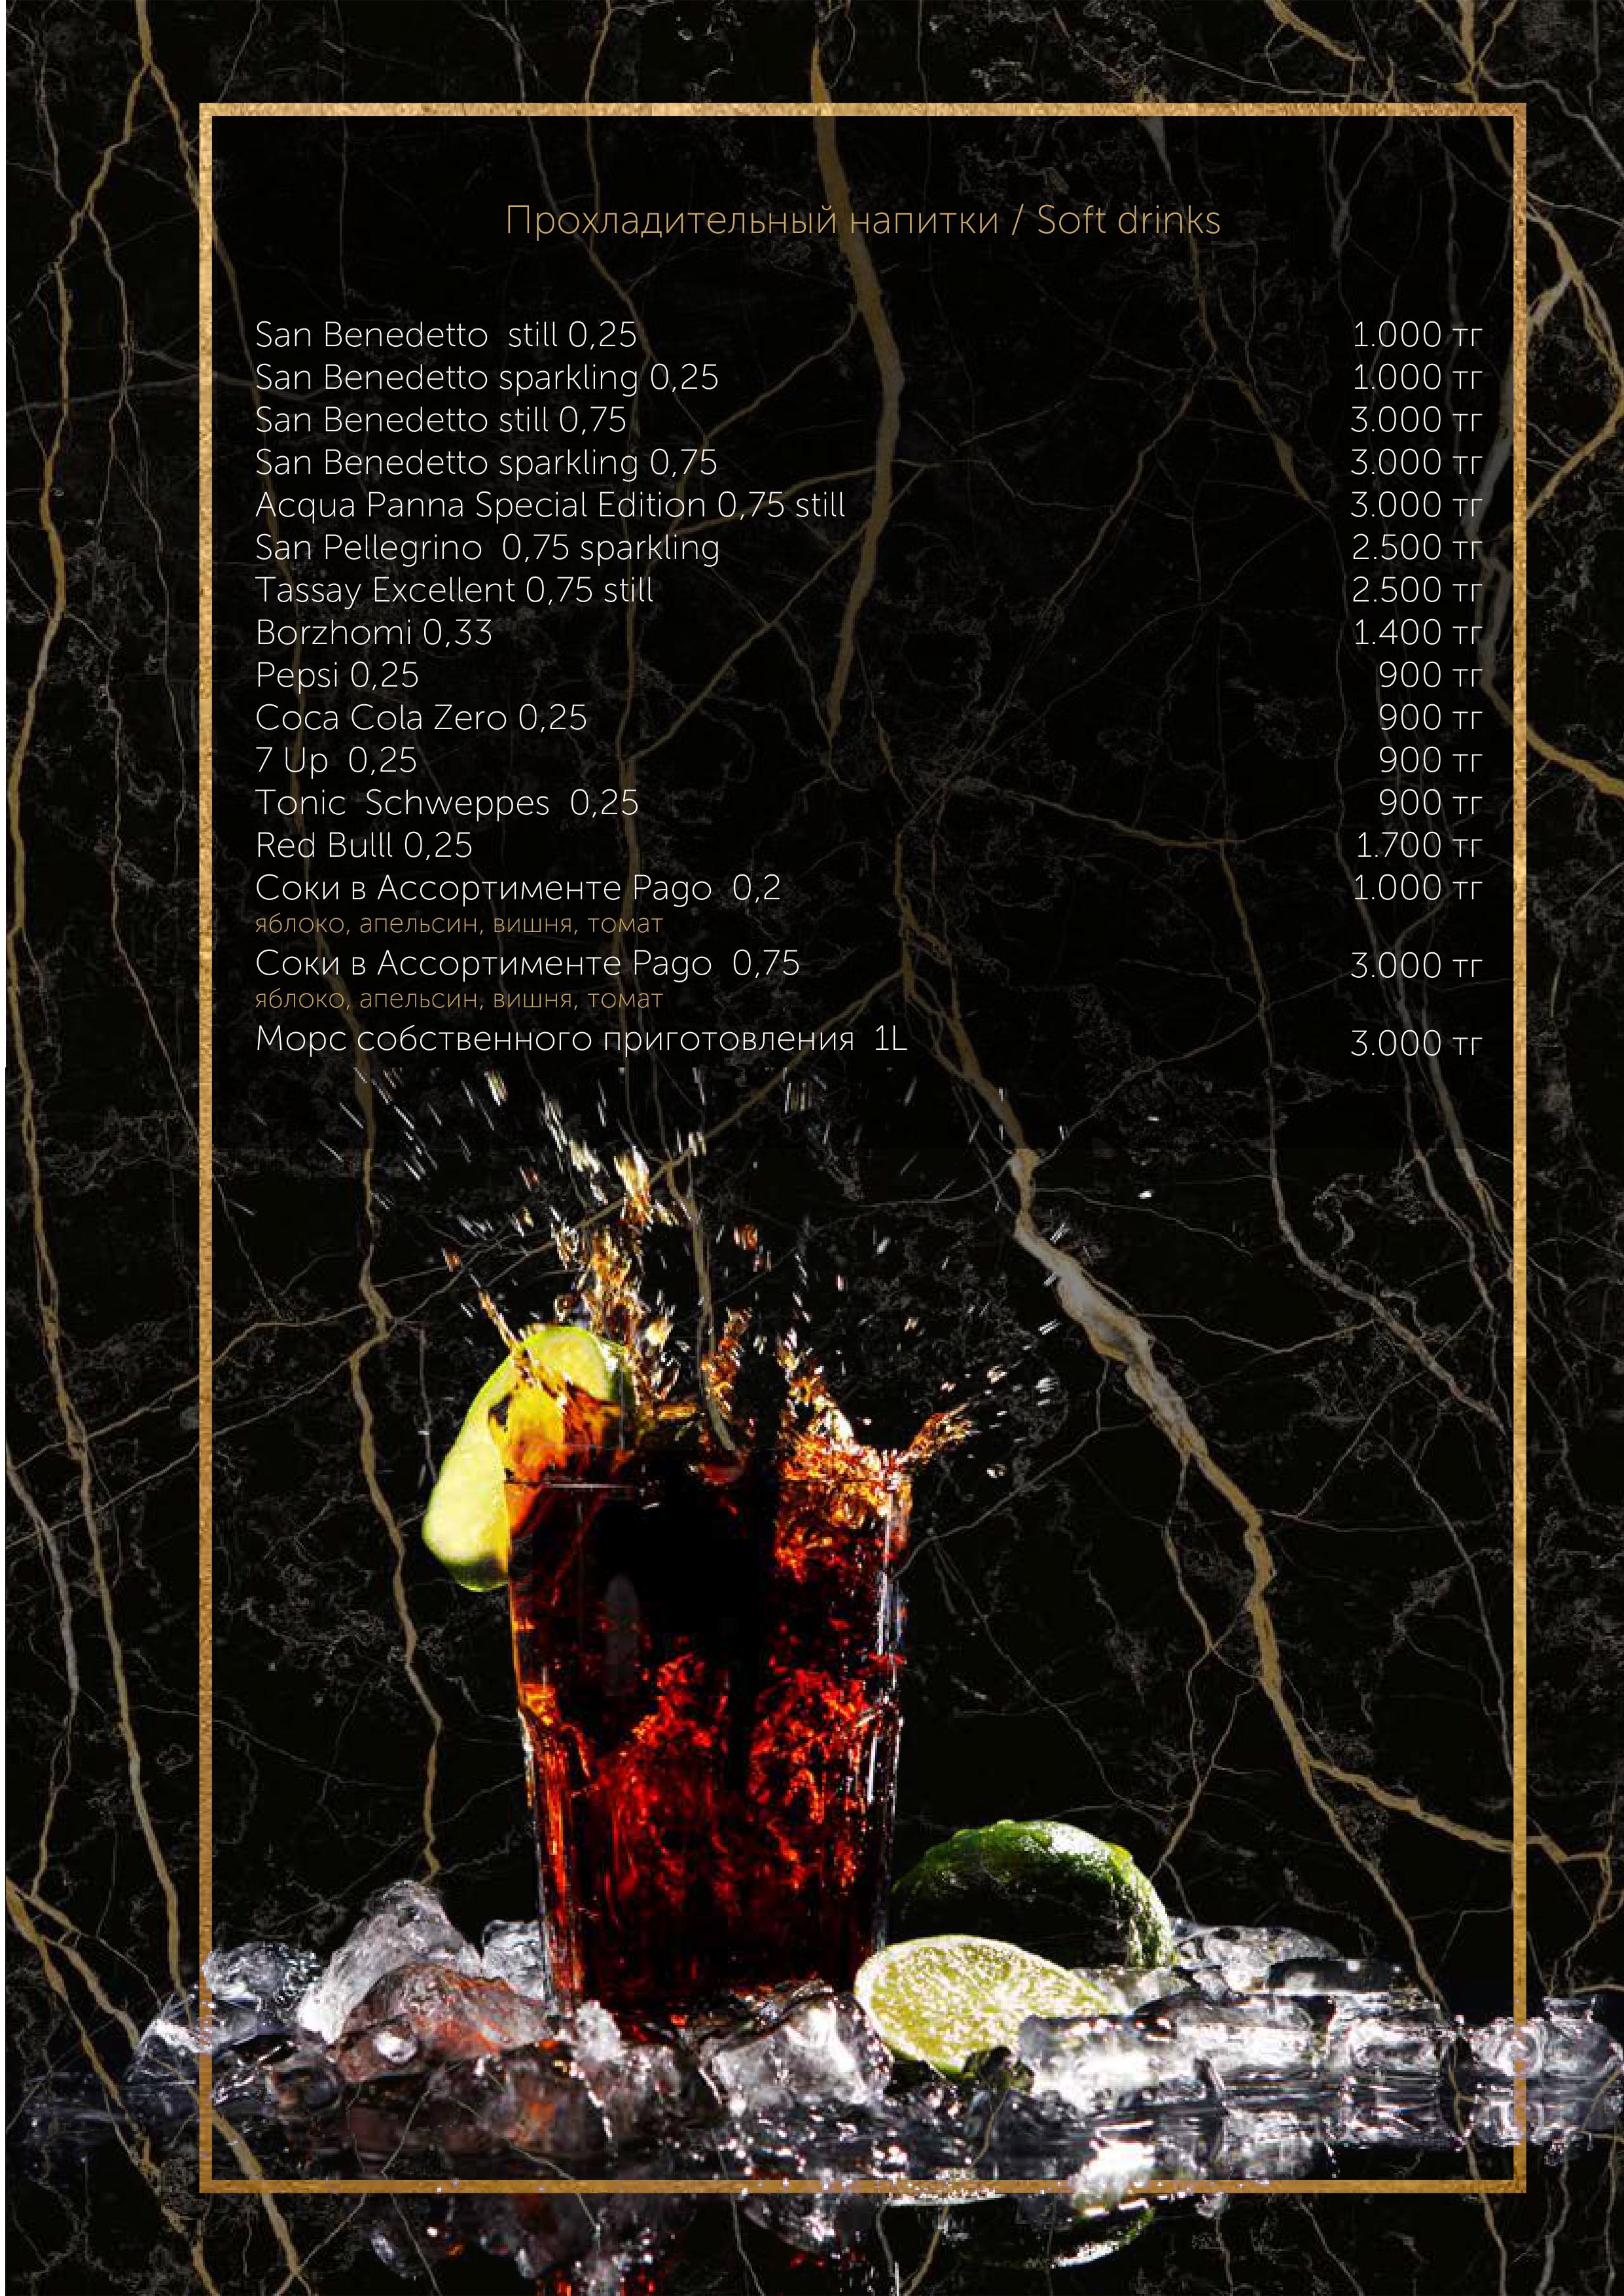 Прохладительный напитки / Soft drinks
San Benedetto still 0,25 1.000 тг
San Benedetto sparkling 0,25 1.000 тг
San Benedetto still 0,75 3.000 тг
San Benedetto sparkling 0,75 3.000 тг
Acqua Panna Special Edition 0,75 still 3.000 тг
San Pellegrino 0,75 sparkling 2.500 тг
Tassay Excellent 0,75 still 2.500 тг
Borzhomi 0,33 1.400 тг
Pepsi 0,25 900 тг
Coca Cola Zero 0,25 900 тг
7 Up 0,25 900 тг
Tonic Schweppes 0,25 900 тг
Red Bulll 0,25 1.700 тг
Соки в Ассортименте Pago 0,2 1.000 тг
яблоко, апельсин, вишня, томат
Соки в Ассортименте Pago 0,75 3.000 тг
яблоко, апельсин, вишня, томат
Морс собственного приготовления 1L 3.000 тг